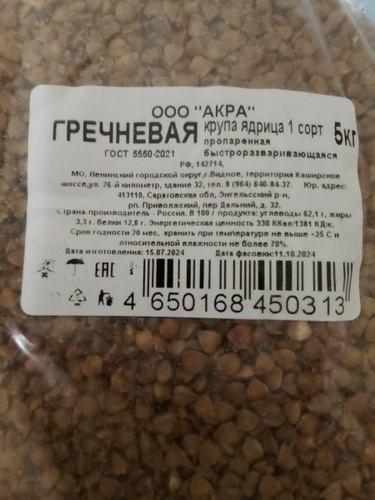 ООО "АКРА"
ГРЕЧНЕВАЯ крупа ядрица 1 сорт 5кг
пропаренная
ГОСТ 5550-2021 быстроразваривающаяся
РФ, 142714,
МО, Ленинский городской округ, г.Видное, территория Каширское
шоссе, ул. 26-й километр, здание 32, тел. 8 (964) 640-84-37. Юр. адрес:
413110, Саратовская обл, Энгельсский р-н,
рп. Приволжский, пер Дальний, д. 32.
Страна-производитель - Россия. В 100 г продукта: углеводы 62,1 г, жиры
3,3 г. белки 12,6 г. Энергетическая ценность 330 ККал/1381 КДж.
Срок годности 20 мес, хранить при температуре не выше +25 С и
относительной влажности не более 70%.
Дата изготовления: 15.07.2024 Дата фасовки:11.10.2024
EAC
4 650168 450313